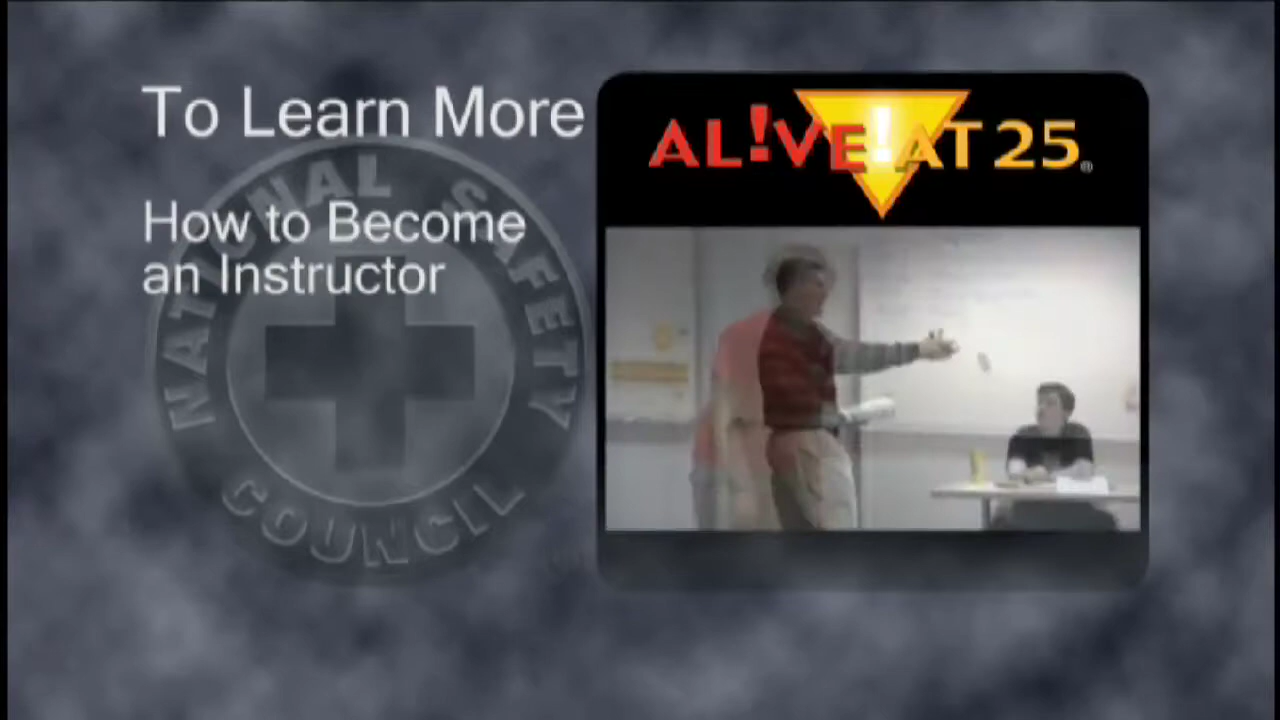 To Learn More
How to Become
an Instructor
NATIONAL SAFETY
COUNCIL
AL!VE!AT 25®